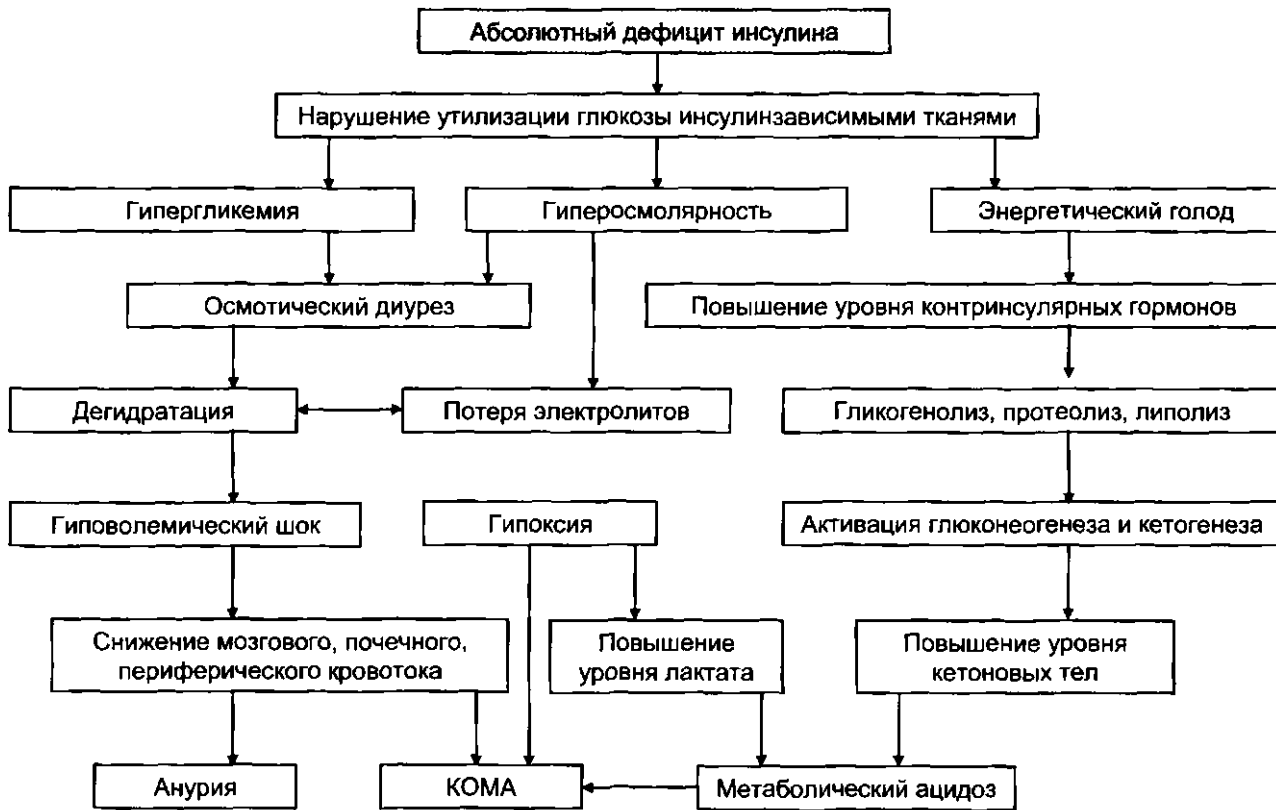 Абсолютный дефицит инсулина
Нарушение утилизации глюкозы инсулинзависимыми тканями
Гипергликемия
Гиперосмолярность
Энергетический голод
Осмотический диурез
Повышение уровня контринсулярных гормонов
Дегидратация
Потеря электролитов
Гликогенолиз, протеолиз, липолиз
Гиповолемический шок
Гипоксия
Активация глюконеогенеза и кетогенеза
Снижение мозгового, почечного,
периферического кровотока
Повышение
уровня лактата
Повышение уровня
кетоновых тел
Анурия
КОМА
Метаболический ацидоз